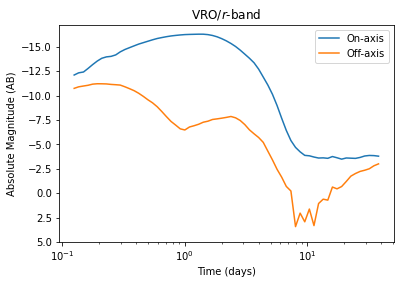 VRO/r-band
On-axis
Off-axis
Absolute Magnitude (AB)
−15.0
−12.5
−10.0
−7.5
−5.0
−2.5
0.0
2.5
5.0
10⁻¹
10⁰
10¹
Time (days)